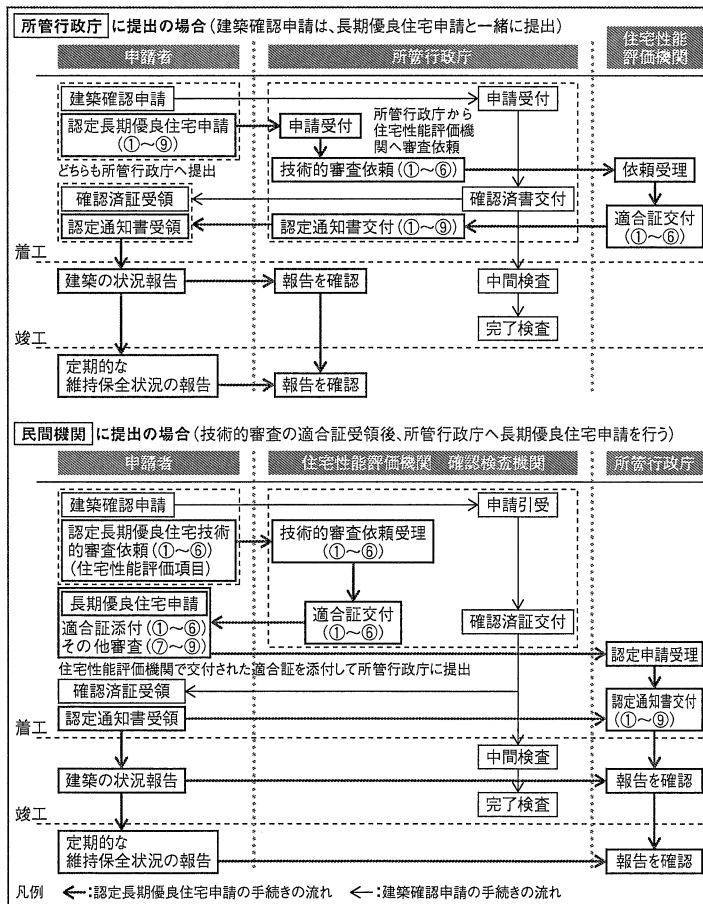 所管行政庁 に提出の場合(建築確認申請は、長期優良住宅申請と一緒に提出)
申請者
所管行政庁
住宅性能
評価機関
建築確認申請
申請受付
認定長期優良住宅申請
(①〜⑨)
申請受付
所管行政庁から
住宅性能評価機
関へ審査依頼
どちらも所管行政庁へ提出
技術的審査依頼(①〜⑥)
依頼受理
確認済証受領
確認済書交付
適合証交付
(①〜⑥)
認定通知書受領
認定通知書交付(①〜⑨)
着工
建築の状況報告
報告を確認
中間検査
完了検査
竣工
定期的な
維持保全状況の報告
報告を確認
民間機関 に提出の場合(技術的審査の適合証受領後、所管行政庁へ長期優良住宅申請を行う)
申請者
住宅性能評価機関 確認検査機関
所管行政庁
建築確認申請
申請引受
認定長期優良住宅技術
的審査依頼(①〜⑥)
(住宅性能評価項目)
技術的審査依頼受理
(①〜⑥)
長期優良住宅申請
適合証添付(①〜⑥)
その他審査(⑦〜⑨)
適合証交付
(①〜⑥)
確認済証交付
認定申請受理
住宅性能評価機関で交付された適合証を添付して所管行政庁に提出
確認済証受領
認定通知書受領
認定通知書交付
(①〜⑨)
着工
建築の状況報告
中間検査
報告を確認
完了検査
竣工
定期的な
維持保全状況の報告
報告を確認
凡例 ←:認定長期優良住宅申請の手続きの流れ ←:建築確認申請の手続きの流れ